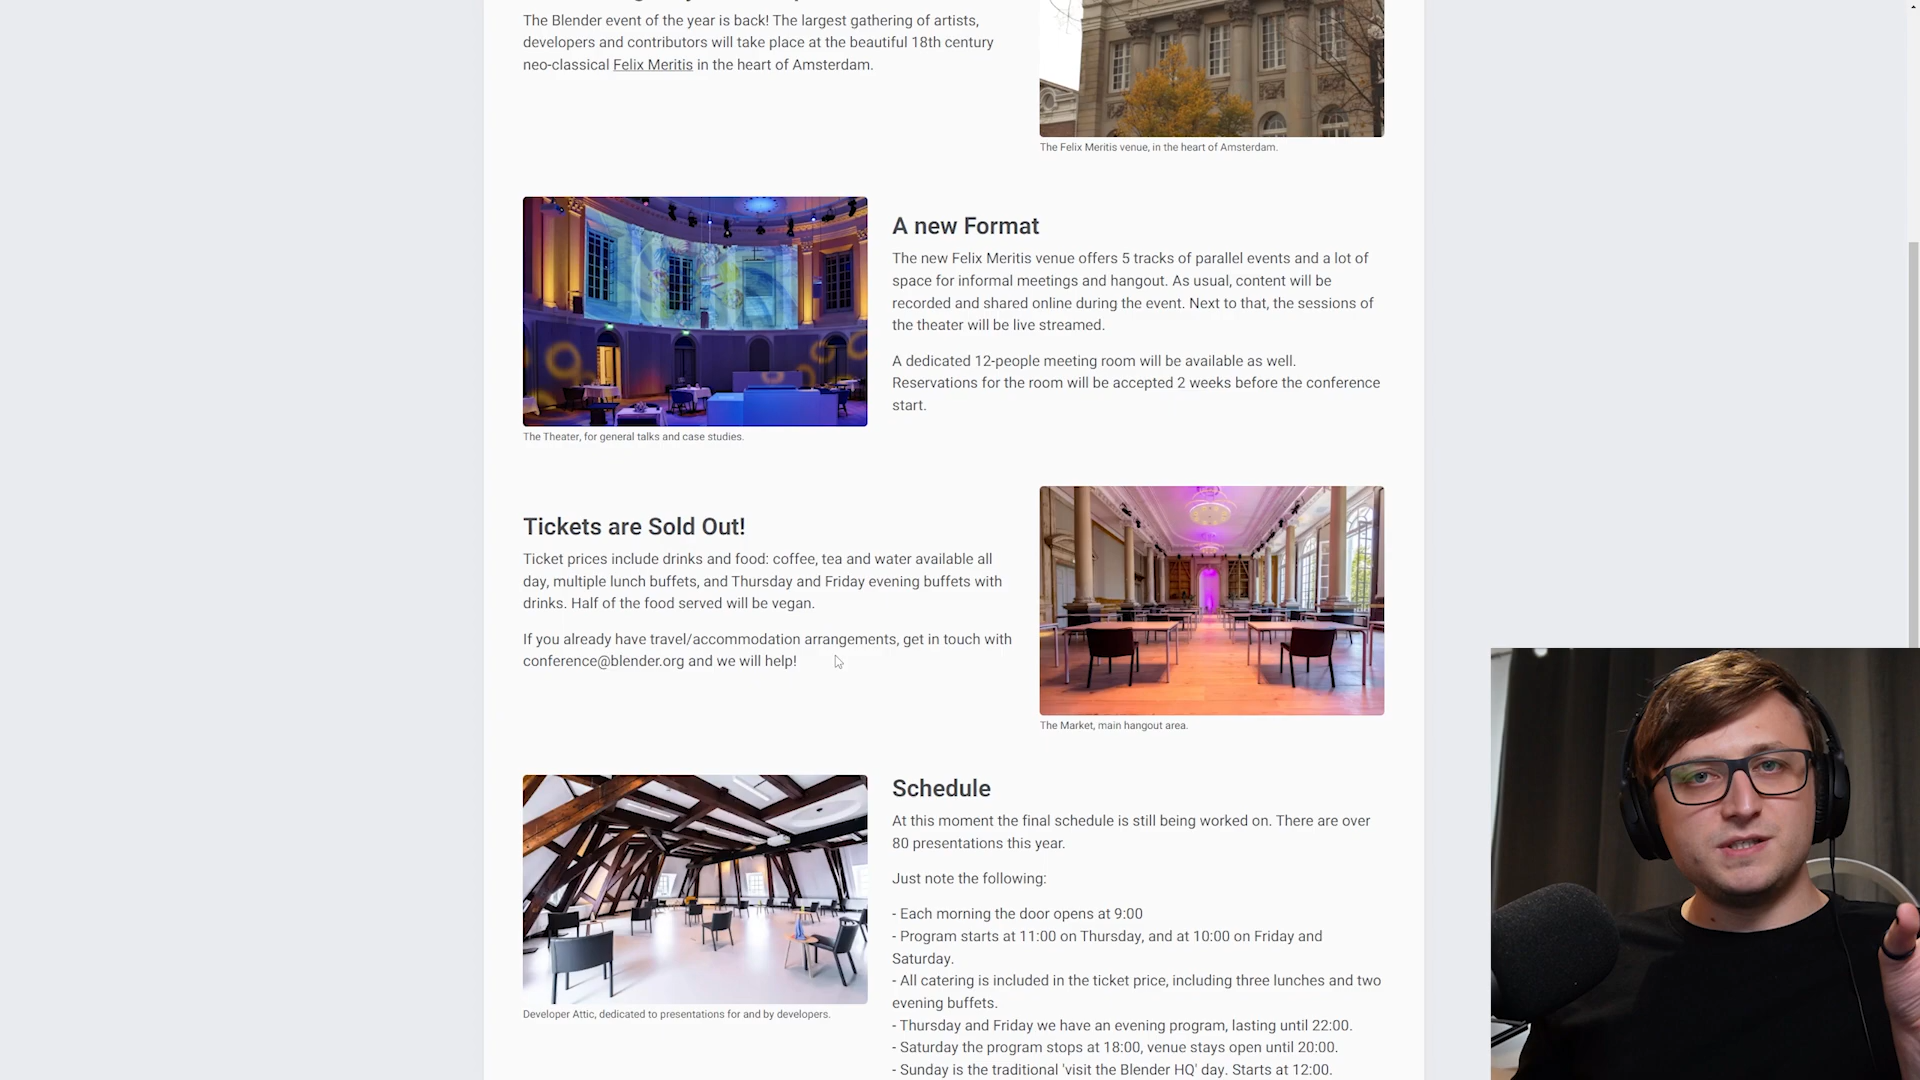 The Blender event of the year is back! The largest gathering of artists,
developers and contributors will take place at the beautiful 18th century
neo-classical Felix Meritis in the heart of Amsterdam.
The Felix Meritis venue, in the heart of Amsterdam.
A new Format
The new Felix Meritis venue offers 5 tracks of parallel events and a lot of
space for informal meetings and hangout. As usual, content will be
recorded and shared online during the event. Next to that, the sessions of
the theater will be live streamed.
A dedicated 12-people meeting room will be available as well.
Reservations for the room will be accepted 2 weeks before the conference
start.
The Theater, for general talks and case studies.
Tickets are Sold Out!
Ticket prices include drinks and food: coffee, tea and water available all
day, multiple lunch buffets, and Thursday and Friday evening buffets with
drinks. Half of the food served will be vegan.
If you already have travel/accommodation arrangements, get in touch with
conference@blender.org and we will help!
The Market, main hangout area.
Schedule
At this moment the final schedule is still being worked on. There are over
80 presentations this year.
Just note the following:
- Each morning the door opens at 9:00
- Program starts at 11:00 on Thursday, and at 10:00 on Friday and
Saturday.
- All catering is included in the ticket price, including three lunches and two
evening buffets.
- Thursday and Friday we have an evening program, lasting until 22:00.
- Saturday the program stops at 18:00, venue stays open until 20:00.
- Sunday is the traditional 'visit the Blender HQ' day. Starts at 12:00.
Developer Attic, dedicated to presentations for and by developers.